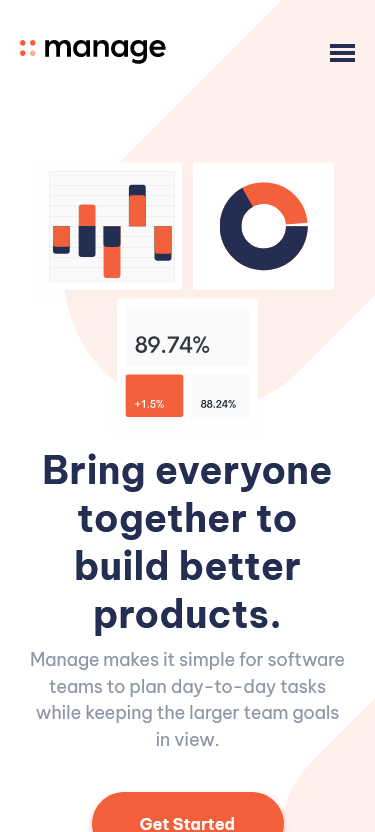 manage
89.74%
+1.5%
88.24%
Bring everyone
together to
build better
products.
Manage makes it simple for software
teams to plan day-to-day tasks
while keeping the larger team goals
in view.
Get Started